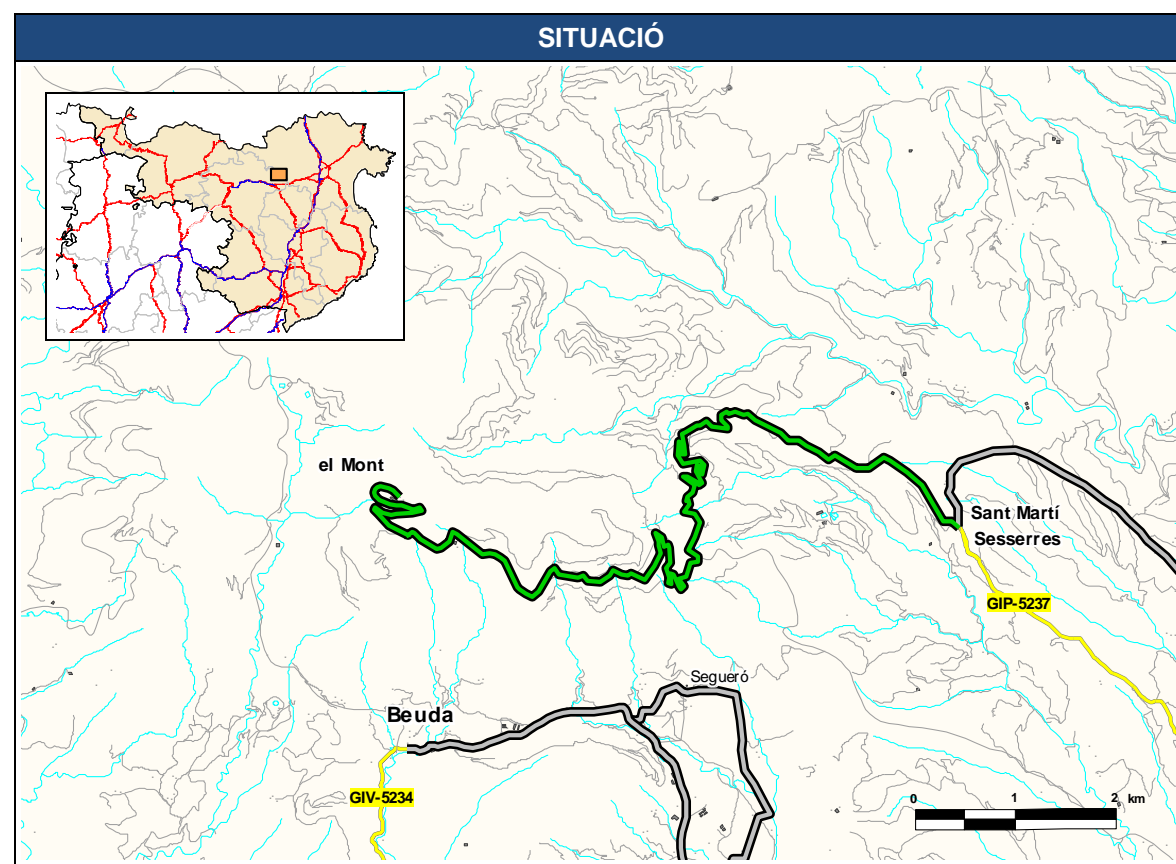 SITUACIÓ
el Mont
Sant Martí
Sesserres
GIP-5237
Segueró
Beuda
GIV-5234
0 1 2 km